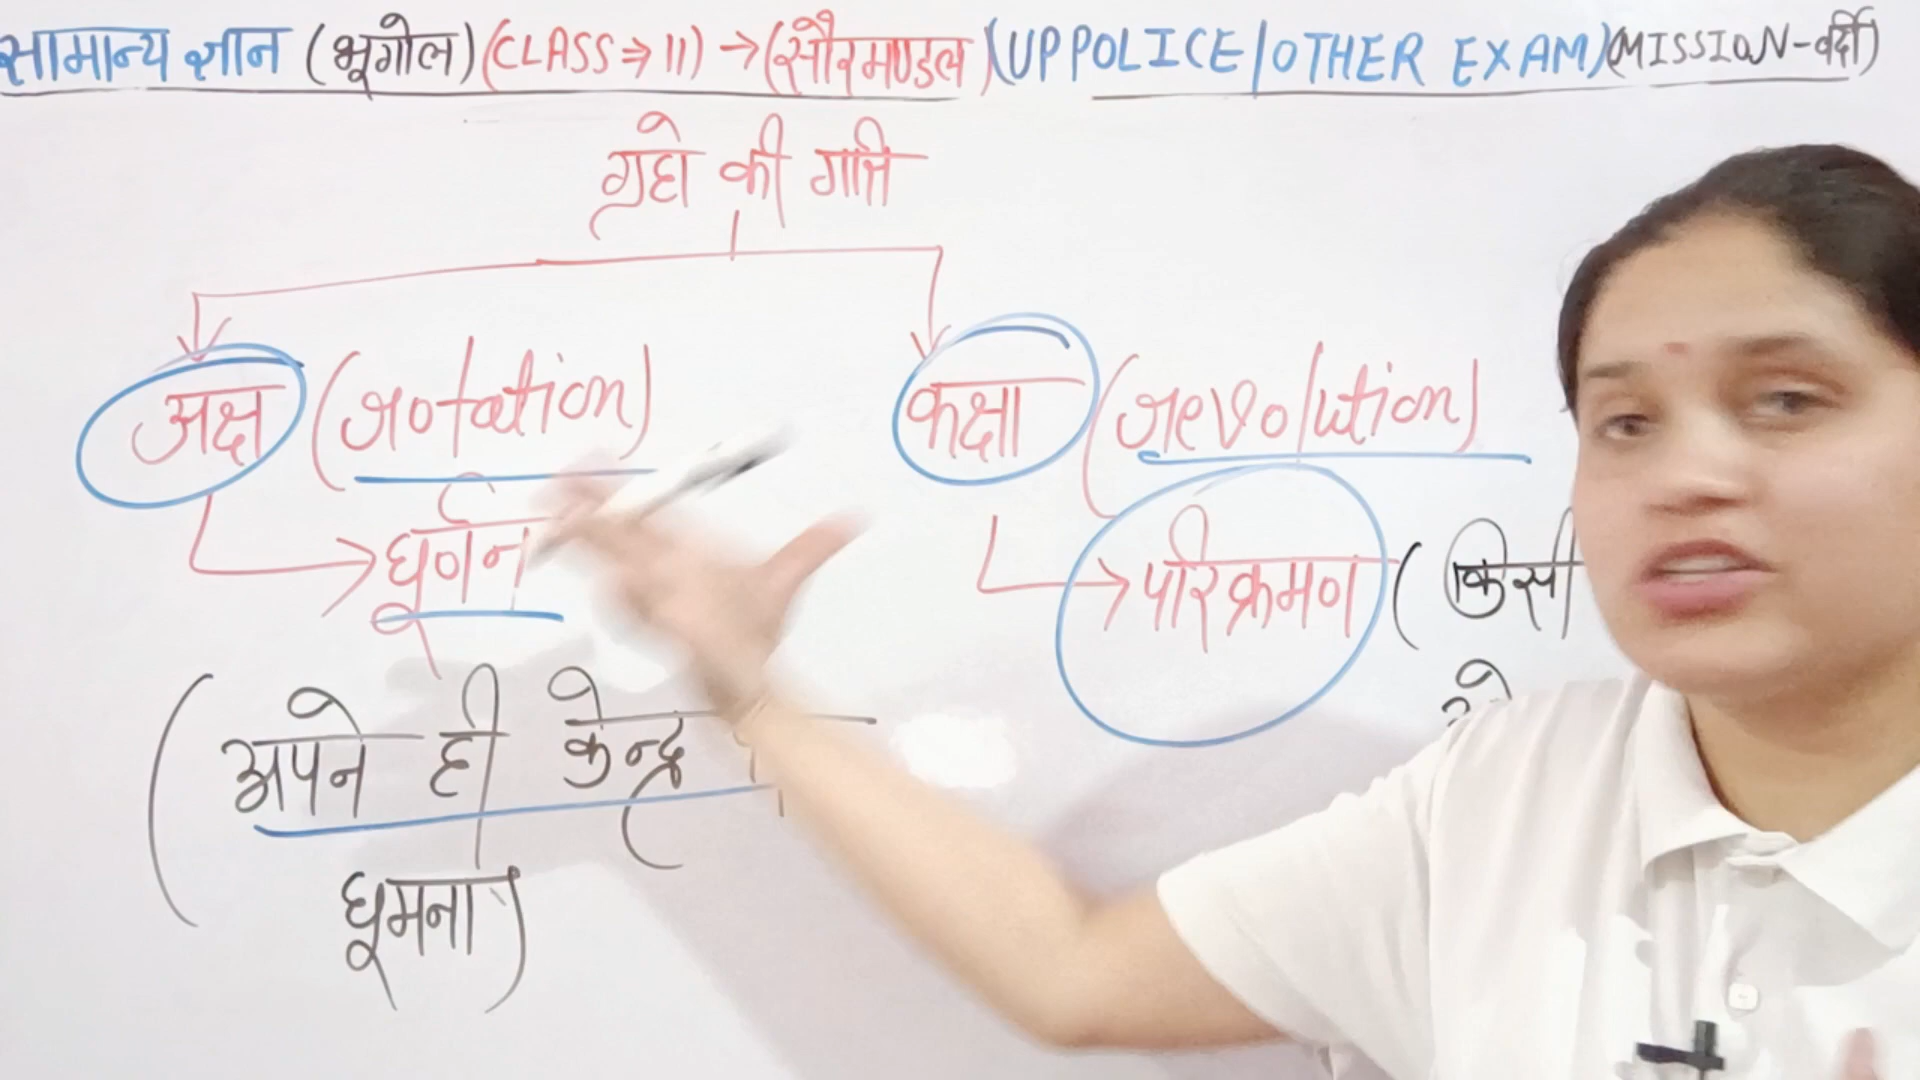 सामान्य ज्ञान (भूगोल) (CLASS⇒11) → (सौरमण्डल) (UP POLICE/OTHER EXAM) (MISSION-वर्दी)
ग्रहो की गति
अक्ष (rotation)
→ घूर्णन
(अपने ही केन्द्र
घूमना)
कक्षा (revolution)
→ परिक्रमण (किसी